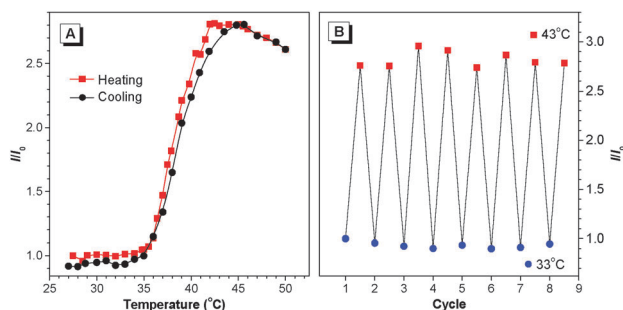 A
Heating
Cooling
I/I0
2.5
2.0
1.5
1.0
25 30 35 40 45 50
Temperature (°C)
B
43°C
33°C
3.0
2.5
2.0
1.5
1.0
I/I0
1 2 3 4 5 6 7 8 9
Cycle